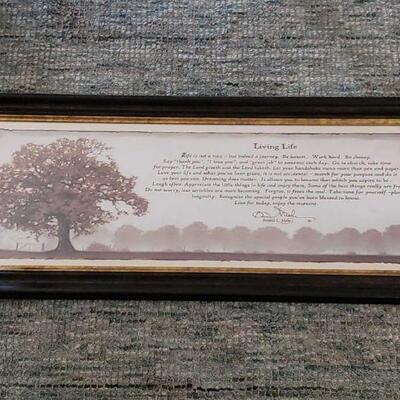 Living Life
Life is not a race - but indeed a journey. Be honest. Work hard. Be choosy.
Say "thank you", "I love you", and "great job" to someone each day. Go to church, take time
for prayer. The Lord giveth and the Lord taketh. Let your handshake mean more than pen and paper.
Love your life and what you've been given, it is not accidental - search for your purpose and do it
as best you can. Dreaming does matter. It allows you to become that which you aspire to be.
Laugh often. Appreciate the little things in life and enjoy them. Some of the best things really are free.
Do not worry, less wrinkles are more becoming. Forgive, it frees the soul. Take time for yourself - plan for
longevity. Recognize the special people you've been blessed to know.
Live for today, enjoy the moment.
Bonnie L. Mohr